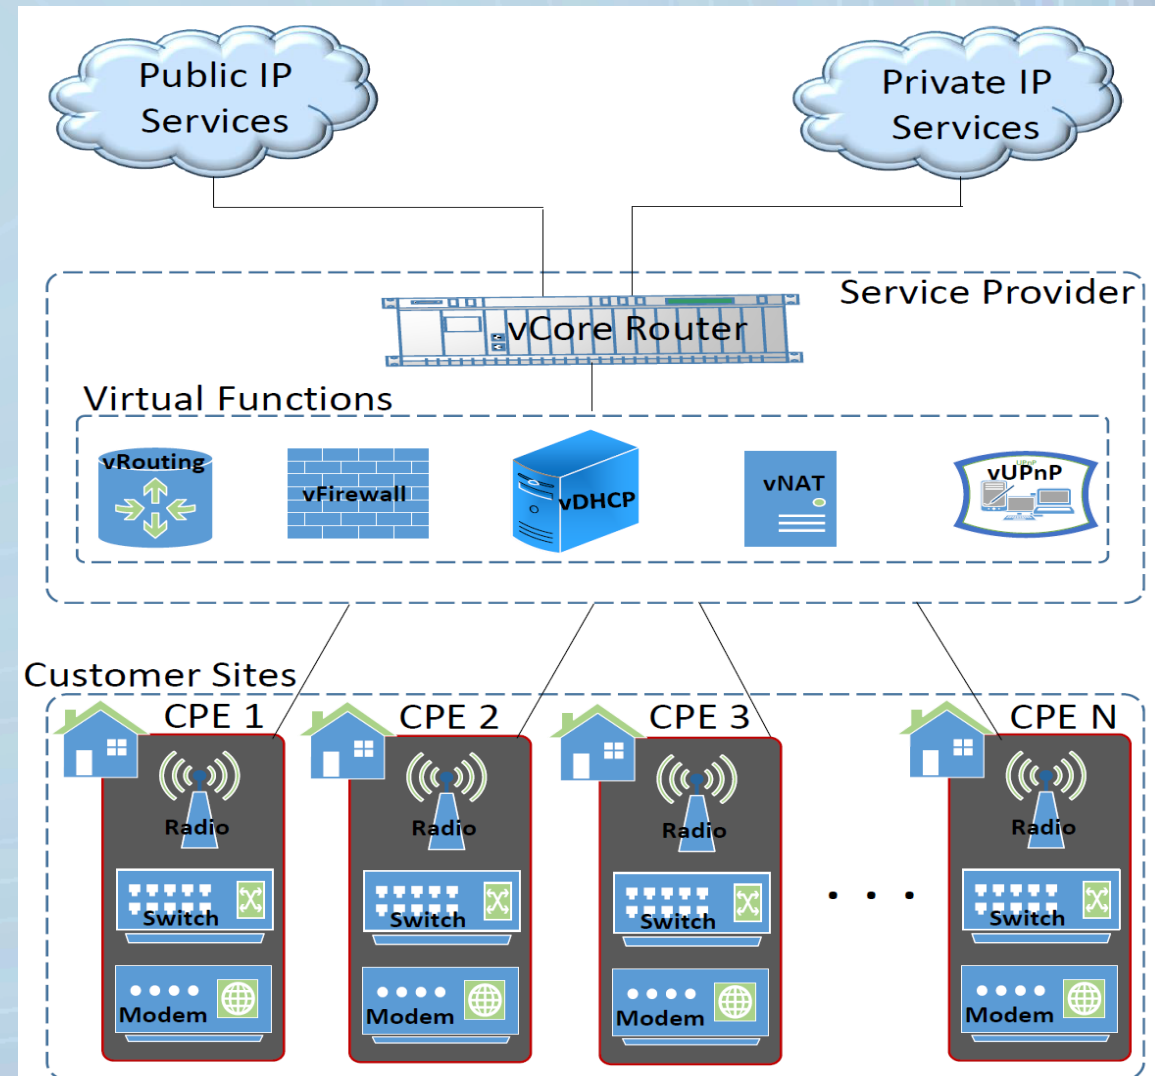 Public IP
Services
Private IP
Services
Service Provider
vCore Router
Virtual Functions
vRouting
vFirewall
vDHCP
vNAT
UPnP
vUPnP
Customer Sites
CPE 1
CPE 2
CPE 3
CPE N
Radio
Radio
Radio
Radio
. . .
Switch
Switch
Switch
Switch
Modem
Modem
Modem
Modem